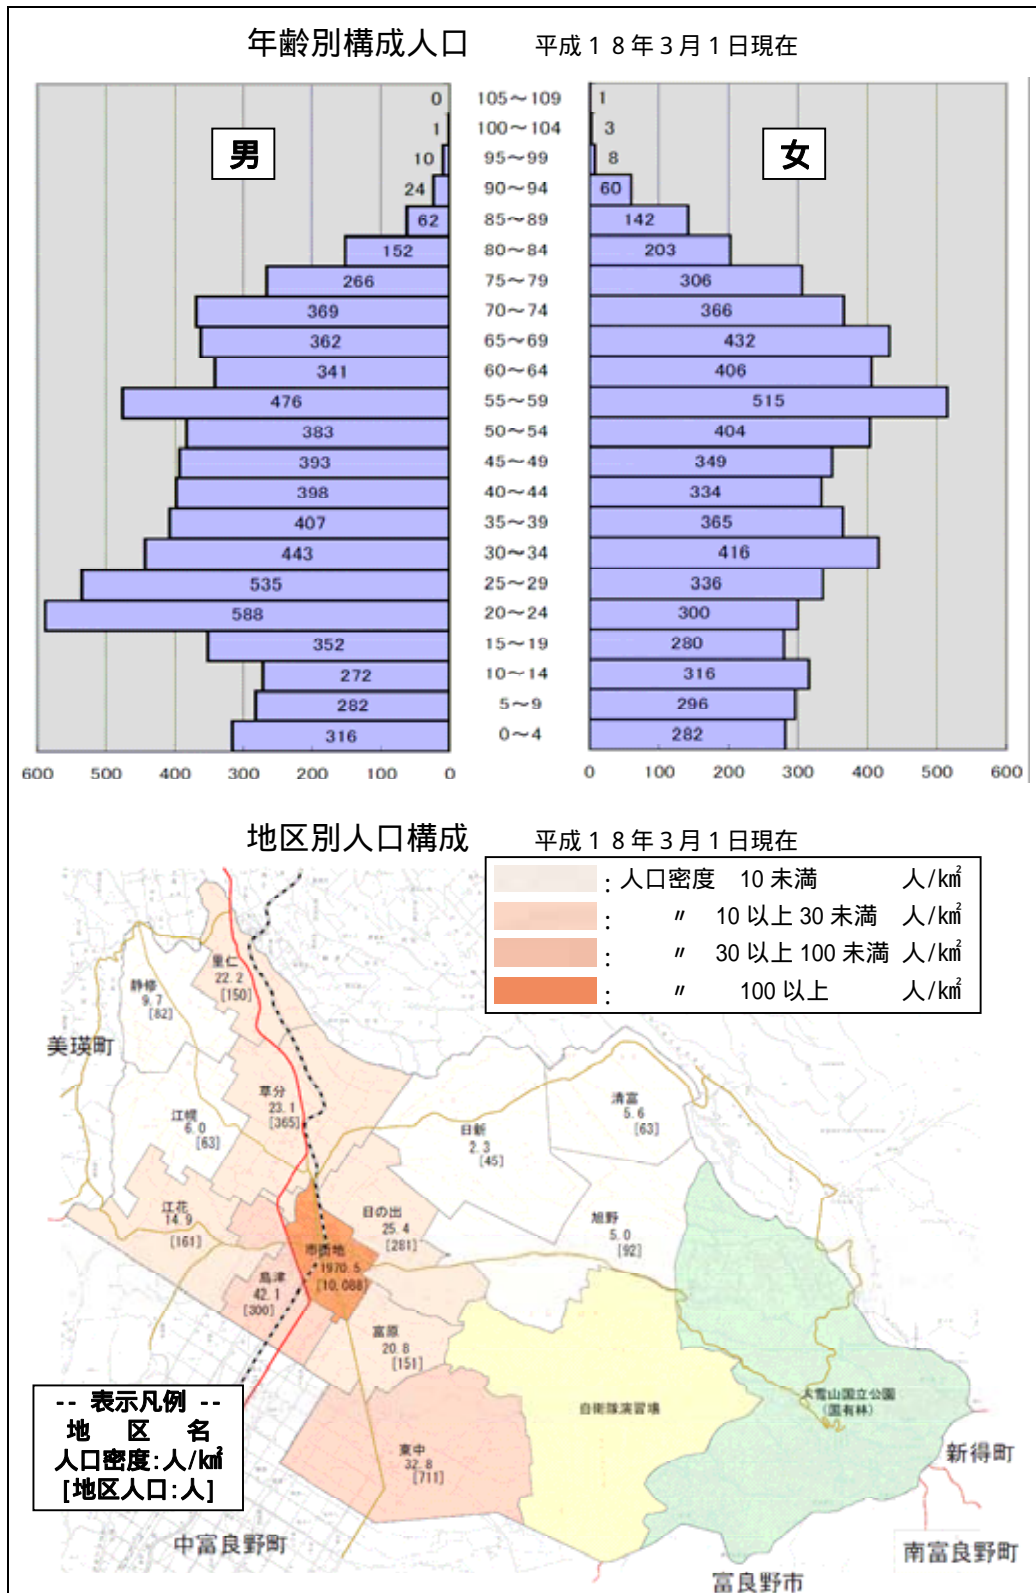 年齢別構成人口 平成１８年3月1日現在
男 女
0 105～109 1
1 100～104 3
10 95～99 8
24 90～94 60
62 85～89 142
152 80～84 203
266 75～79 306
369 70～74 366
362 65～69 432
341 60～64 406
476 55～59 515
383 50～54 404
393 45～49 349
398 40～44 334
407 35～39 365
443 30～34 416
535 25～29 336
588 20～24 300
352 15～19 280
272 10～14 316
282 5～9 296
316 0～4 282
600 500 400 300 200 100 0 0 100 200 300 400 500 600
地区別人口構成 平成１８年3月1日現在
：人口密度 10未満 人/k㎡
： 〃 10以上30未満 人/k㎡
： 〃 30以上100未満 人/k㎡
： 〃 100以上 人/k㎡
里仁
22.2
[150]
静修
9.7
[82]
美瑛町
草分
23.1
[365]
江幌
6.0
[63]
清富
5.6
[63]
日新
2.3
[45]
江花
14.9
[161]
日の出
25.4
[281]
旭野
5.0
[92]
市街地
1970.5
[10,088]
島津
42.1
[300]
富原
20.8
[151]
東中
32.8
[711]
自衛隊演習場
大雪山国立公園
(国有林)
-- 表示凡例 --
地 区 名
人口密度:人/k㎡
[地区人口:人]
新得町
中富良野町
南富良野町
富良野市